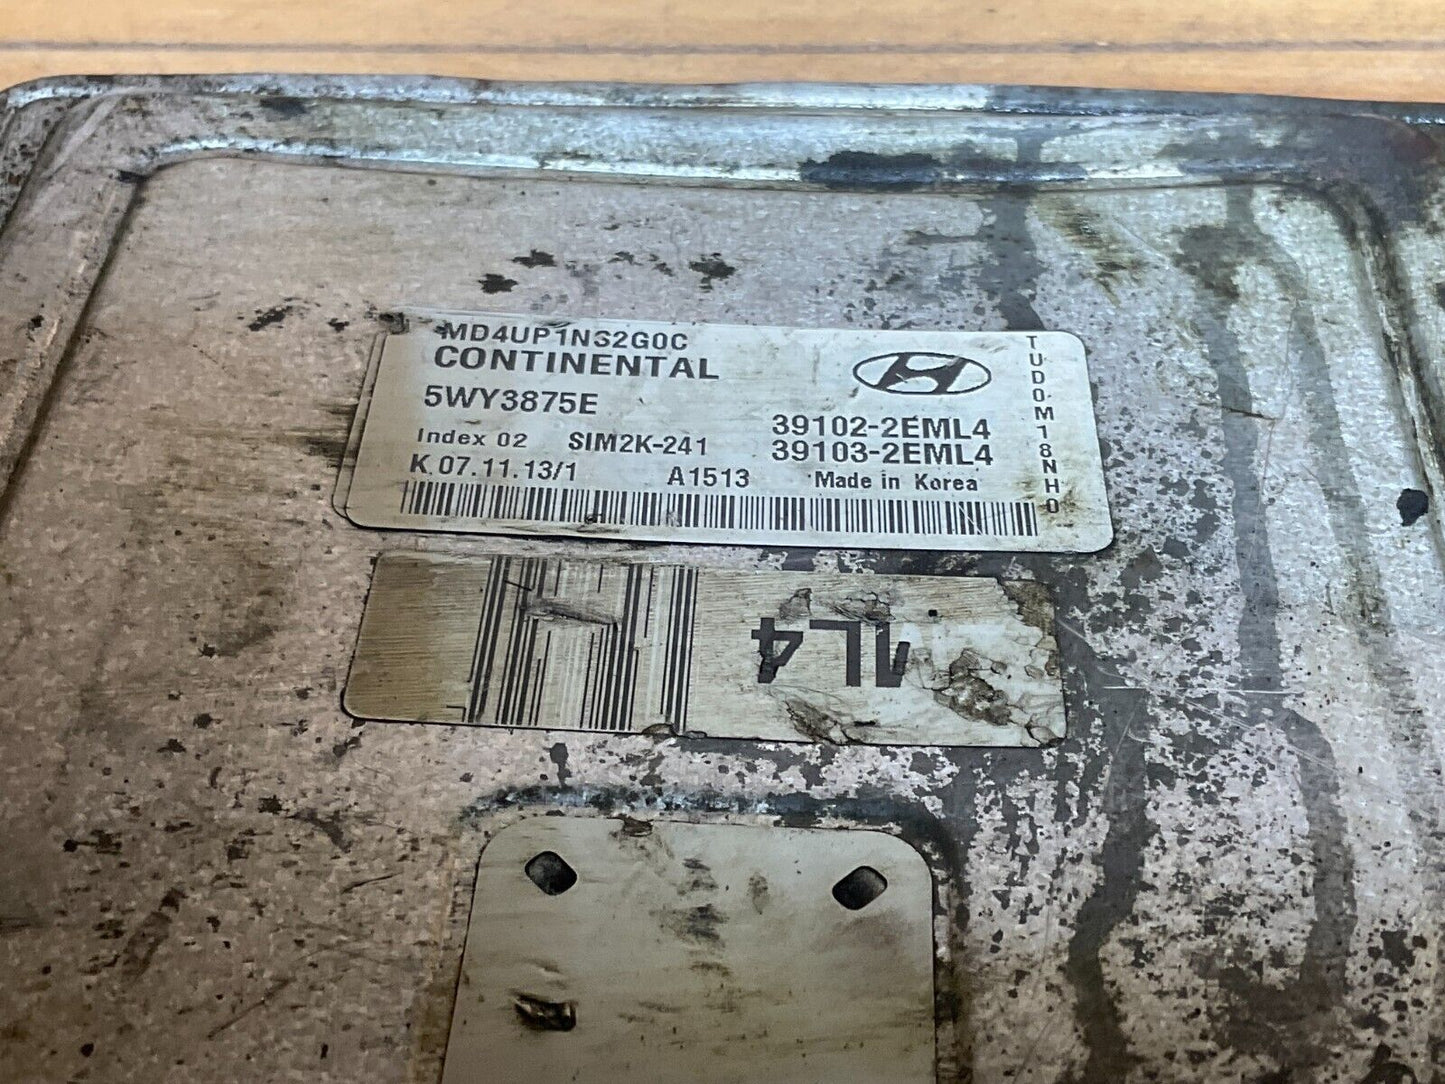 MD4UP1NS2G0C
CONTINENTAL
5WY3875E
39102-2EML4
Index 02 SIM2K-241 39103-2EML4
K 07.11.13/1 A1513 Made in Korea
TUD0M18NH0
ML4